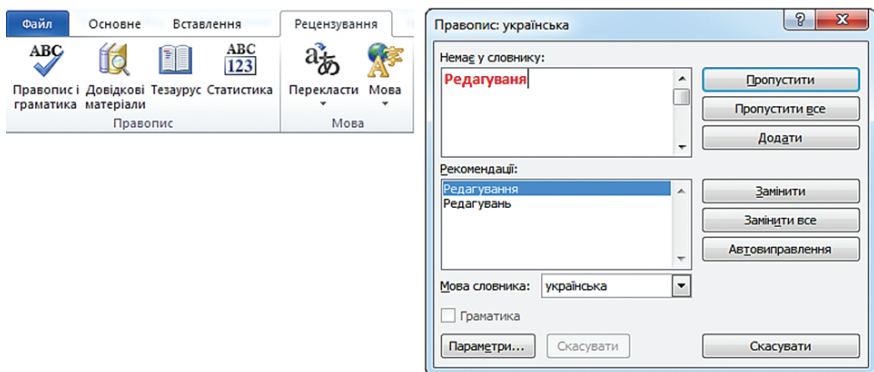 Файл Основне Вставлення Рецензування
ABC
ABC
123
Правопис і Довідкові Тезаурус Статистика Перекласти Мова
граматика матеріали
Правопис Мова
Правопис: українська
Немає у словнику:
Редагуваня
Пропустити
Пропустити все
Додати
Рекомендації:
Редагування
Редагувань
Замінити
Замінити все
Автовиправлення
Мова словника: українська
Граматика
Параметри... Скасувати Скасувати